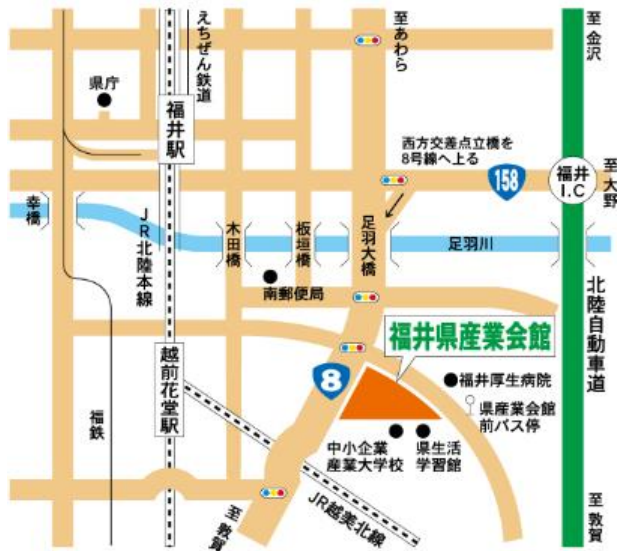 えちぜん鉄道
至あわら
至金沢
県庁
福井駅
西方交差点立橋を
8号線へ上る
158
福井
I.C
至大野
幸橋
JR北陸本線
木田橋
板垣橋
足羽大橋
足羽川
南郵便局
北陸自動車道
福井県産業会館
越前花堂駅
8
福井厚生病院
県産業会館
前バス停
福鉄
中小企業
産業大学校
県生活
学習館
至敦賀
JR越美北線
至敦賀